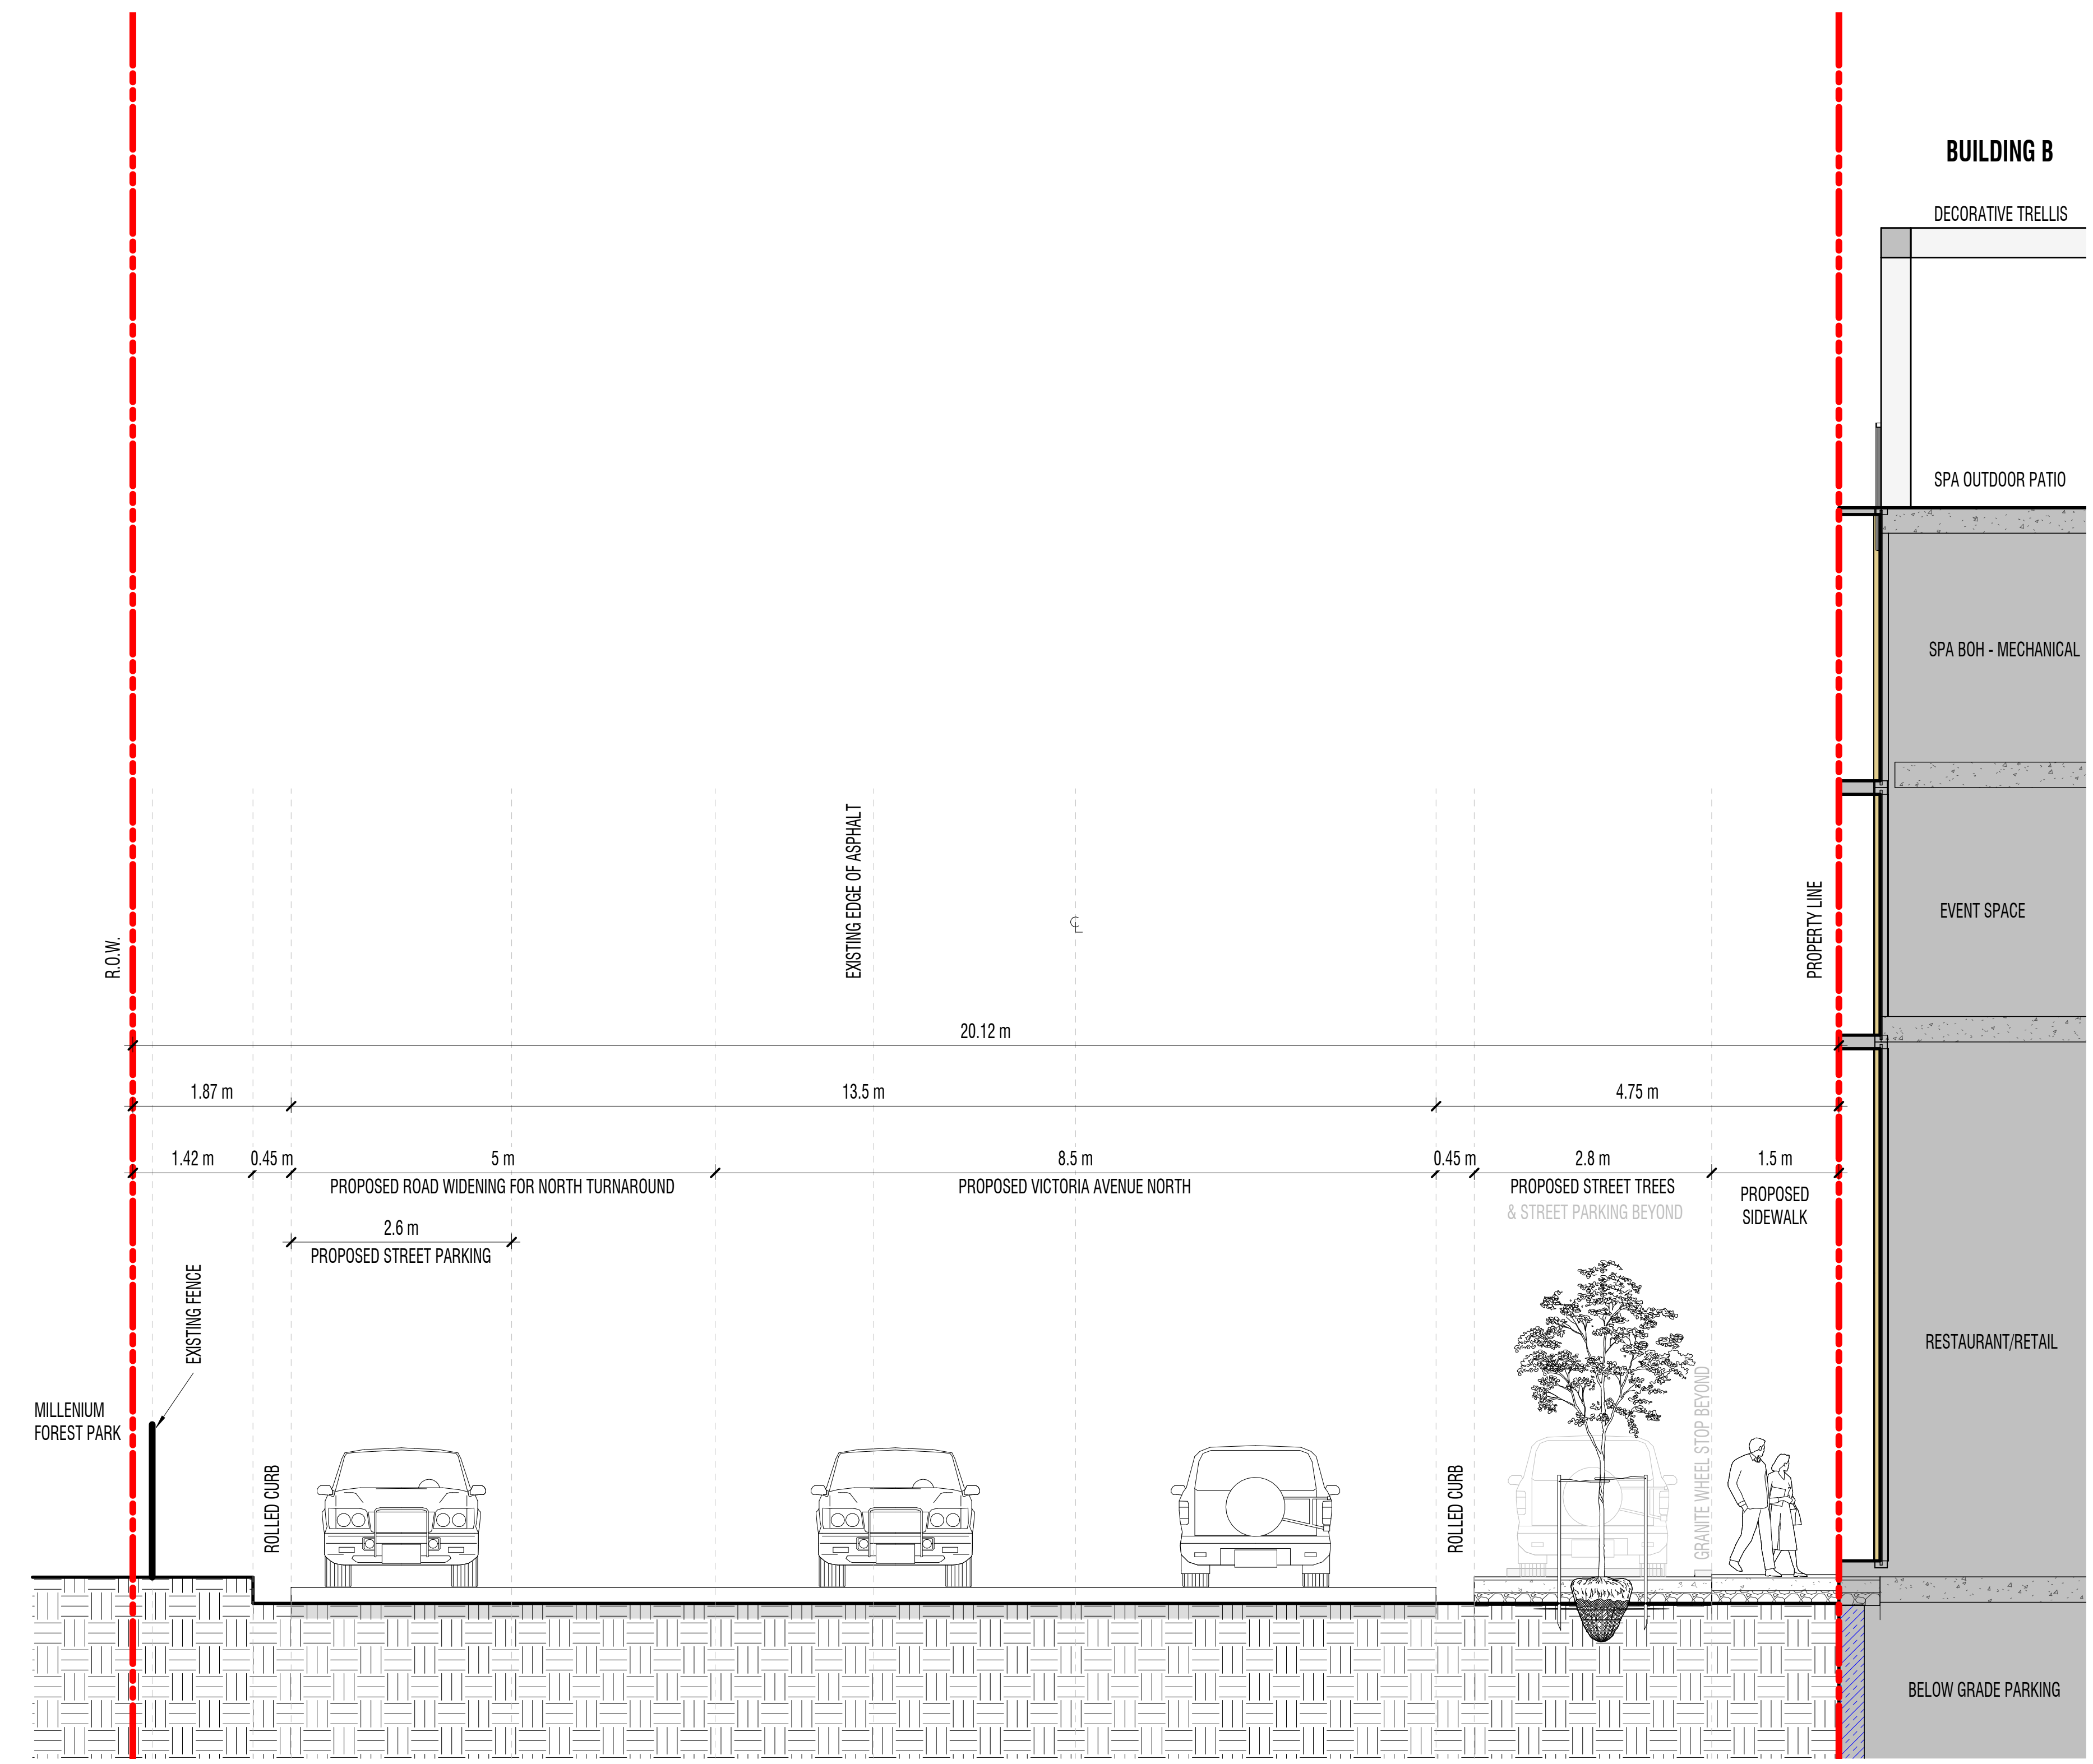 BUILDING B
DECORATIVE TRELLIS
SPA OUTDOOR PATIO
SPA BOH - MECHANICAL
EVENT SPACE
R.O.W.
EXISTING EDGE OF ASPHALT
℄
PROPERTY LINE
20.12 m
1.87 m
13.5 m
4.75 m
1.42 m
0.45 m
5 m
8.5 m
0.45 m
2.8 m
1.5 m
PROPOSED ROAD WIDENING FOR NORTH TURNAROUND
PROPOSED VICTORIA AVENUE NORTH
PROPOSED STREET TREES
& STREET PARKING BEYOND
PROPOSED
SIDEWALK
2.6 m
PROPOSED STREET PARKING
EXISTING FENCE
RESTAURANT/RETAIL
MILLENIUM
FOREST PARK
ROLLED CURB
ROLLED CURB
GRANITE WHEEL STOP BEYOND
BELOW GRADE PARKING